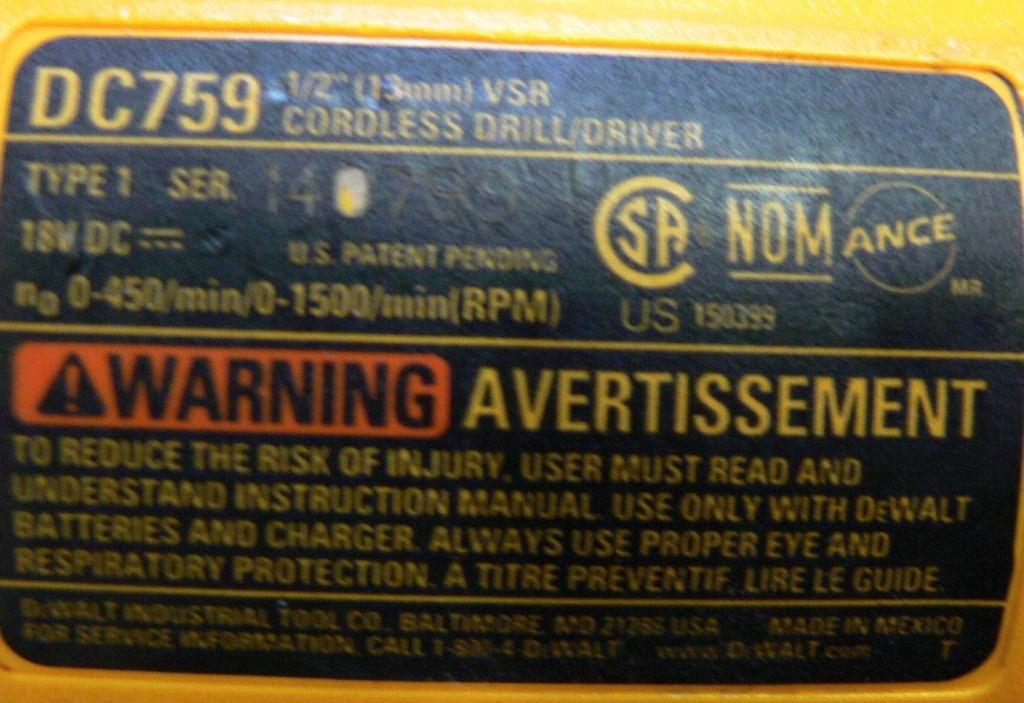 DC759 1/2" (13mm) VSR
CORDLESS DRILL/DRIVER
TYPE 1 SER.
18V DC
U.S. PATENT PENDING
n0 0-450/min/0-1500/min(RPM)
CSA US 150399
NOM
ANCE
MR
WARNING AVERTISSEMENT
TO REDUCE THE RISK OF INJURY, USER MUST READ AND
UNDERSTAND INSTRUCTION MANUAL. USE ONLY WITH DEWALT
BATTERIES AND CHARGER. ALWAYS USE PROPER EYE AND
RESPIRATORY PROTECTION. A TITRE PREVENTIF, LIRE LE GUIDE.
DEWALT INDUSTRIAL TOOL CO., BALTIMORE, MD 21286 USA MADE IN MEXICO
FOR SERVICE INFORMATION, CALL 1-800-4-DEWALT www.DEWALT.com T